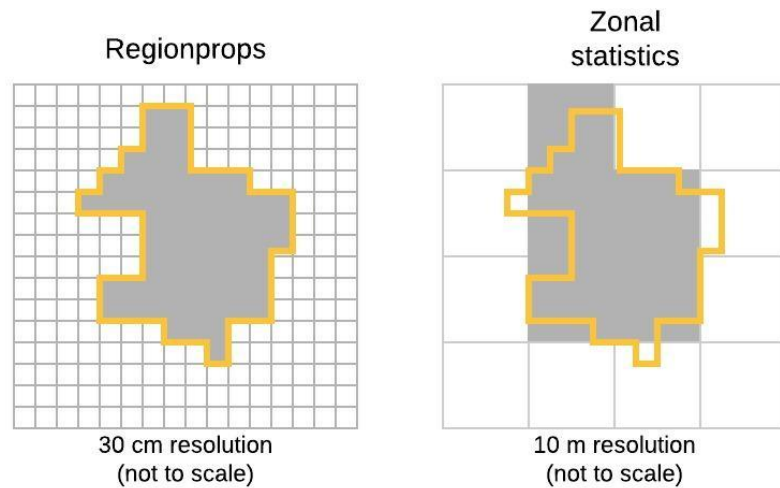 Regionprops
Zonal
statistics
30 cm resolution
(not to scale)
10 m resolution
(not to scale)